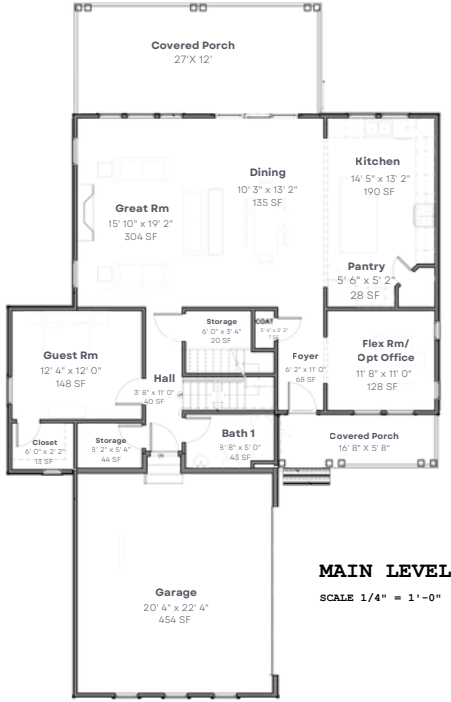 Covered Porch
27'X 12'
Dining
10' 3" x 13' 2"
135 SF
Kitchen
14' 5" x 13' 2"
190 SF
Great Rm
15' 10" x 19' 2"
304 SF
Pantry
5' 6" x 5' 2"
28 SF
Storage
6' 0" x 3' 4"
20 SF
COAT
3' 4" x 2' 2"
7 SF
Guest Rm
12' 4" x 12' 0"
148 SF
Foyer
6' 2" x 11' 0"
68 SF
Flex Rm/
Opt Office
11' 8" x 11' 0"
128 SF
Hall
3' 8" x 11' 0"
40 SF
Closet
6' 0" x 2' 2"
13 SF
Storage
8' 2" x 5' 4"
44 SF
Bath 1
8' 8" x 5' 0"
43 SF
Covered Porch
16' 8" X 5' 8"
MAIN LEVEL
SCALE 1/4" = 1'-0"
Garage
20' 4" x 22' 4"
454 SF